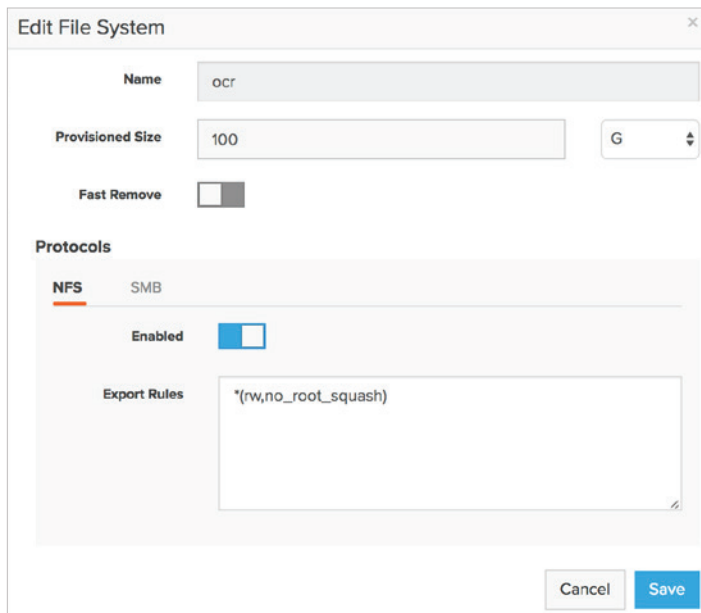 Edit File System ×
Name ocr
Provisioned Size 100 G
Fast Remove
Protocols
NFS SMB
Enabled
Export Rules *(rw,no_root_squash)
Cancel Save